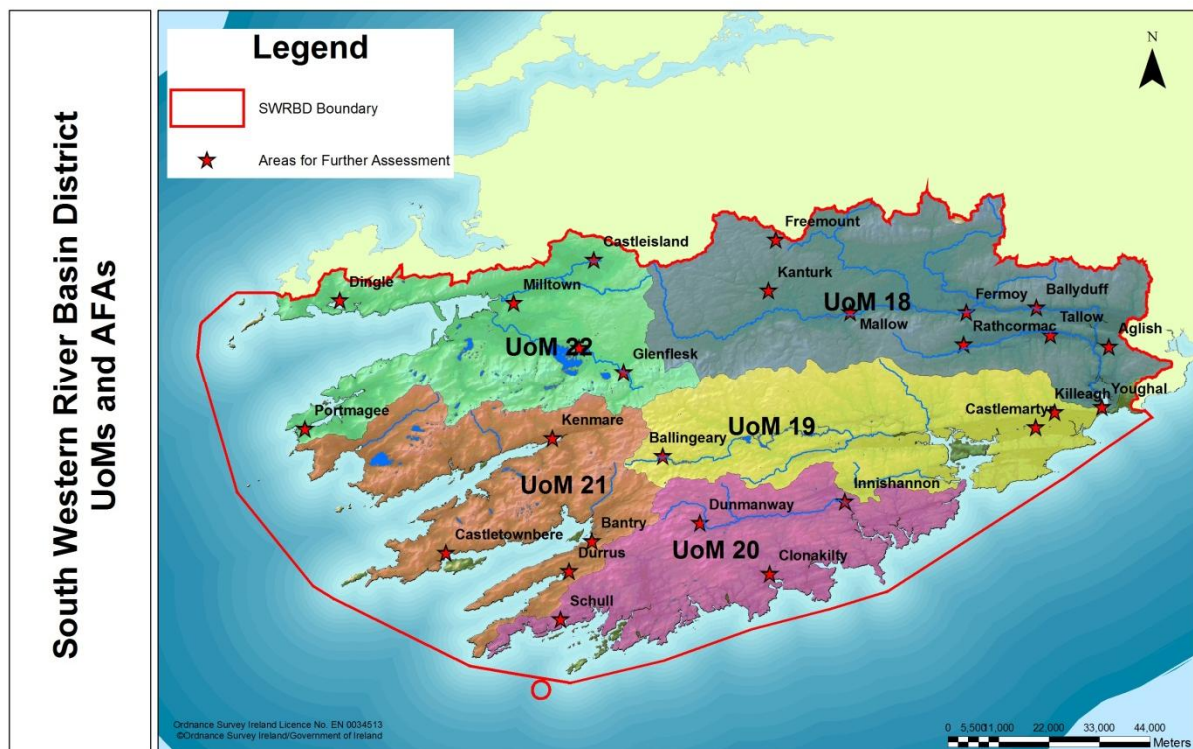 South Western River Basin District
UoMs and AFAs
Legend
SWRBD Boundary
Areas for Further Assessment
N
Freemount
Castleisland
Kanturk
Dingle
Milltown
UoM 18
Fermoy
Ballyduff
Mallow
Rathcormac
Tallow
Aglish
UoM 22
Glenflesk
Portmagee
Kenmare
Castlemarty
Killeagh
Youghal
UoM 19
Ballingeary
UoM 21
Innishannon
Dunmanway
Castletownbere
Bantry
UoM 20
Durrus
Clonakilty
Schull
Ordnance Survey Ireland Licence No. EN 0034513
©Ordnance Survey Ireland/Government of Ireland
0 5,500 11,000 22,000 33,000 44,000
Meters